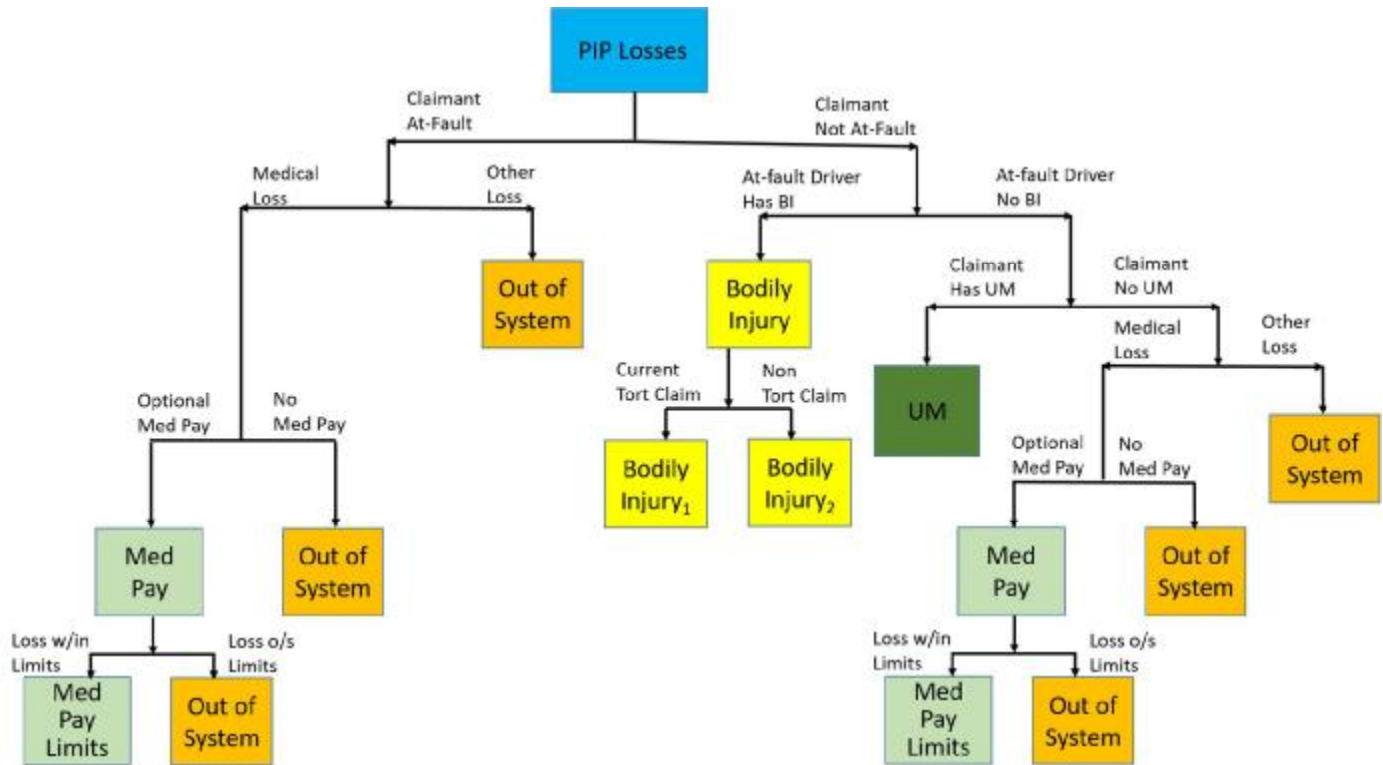 PIP Losses
Claimant
At-Fault
Claimant
Not At-Fault
Medical
Loss
Other
Loss
At-fault Driver
Has BI
At-fault Driver
No BI
Out of
System
Bodily
Injury
Claimant
Has UM
Claimant
No UM
Medical
Loss
Other
Loss
Current
Tort Claim
Non
Tort Claim
UM
Optional
Med Pay
No
Med Pay
Bodily
Injury1
Bodily
Injury2
Out of
System
Optional
Med Pay
No
Med Pay
Med
Pay
Out of
System
Med
Pay
Out of
System
Loss w/in
Limits
Loss o/s
Limits
Loss w/in
Limits
Loss o/s
Limits
Med
Pay
Limits
Out of
System
Med
Pay
Limits
Out of
System